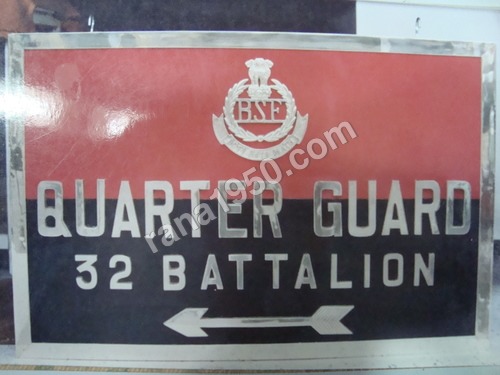 BSF
QUARTER GUARD
32 BATTALION
rana1950.com